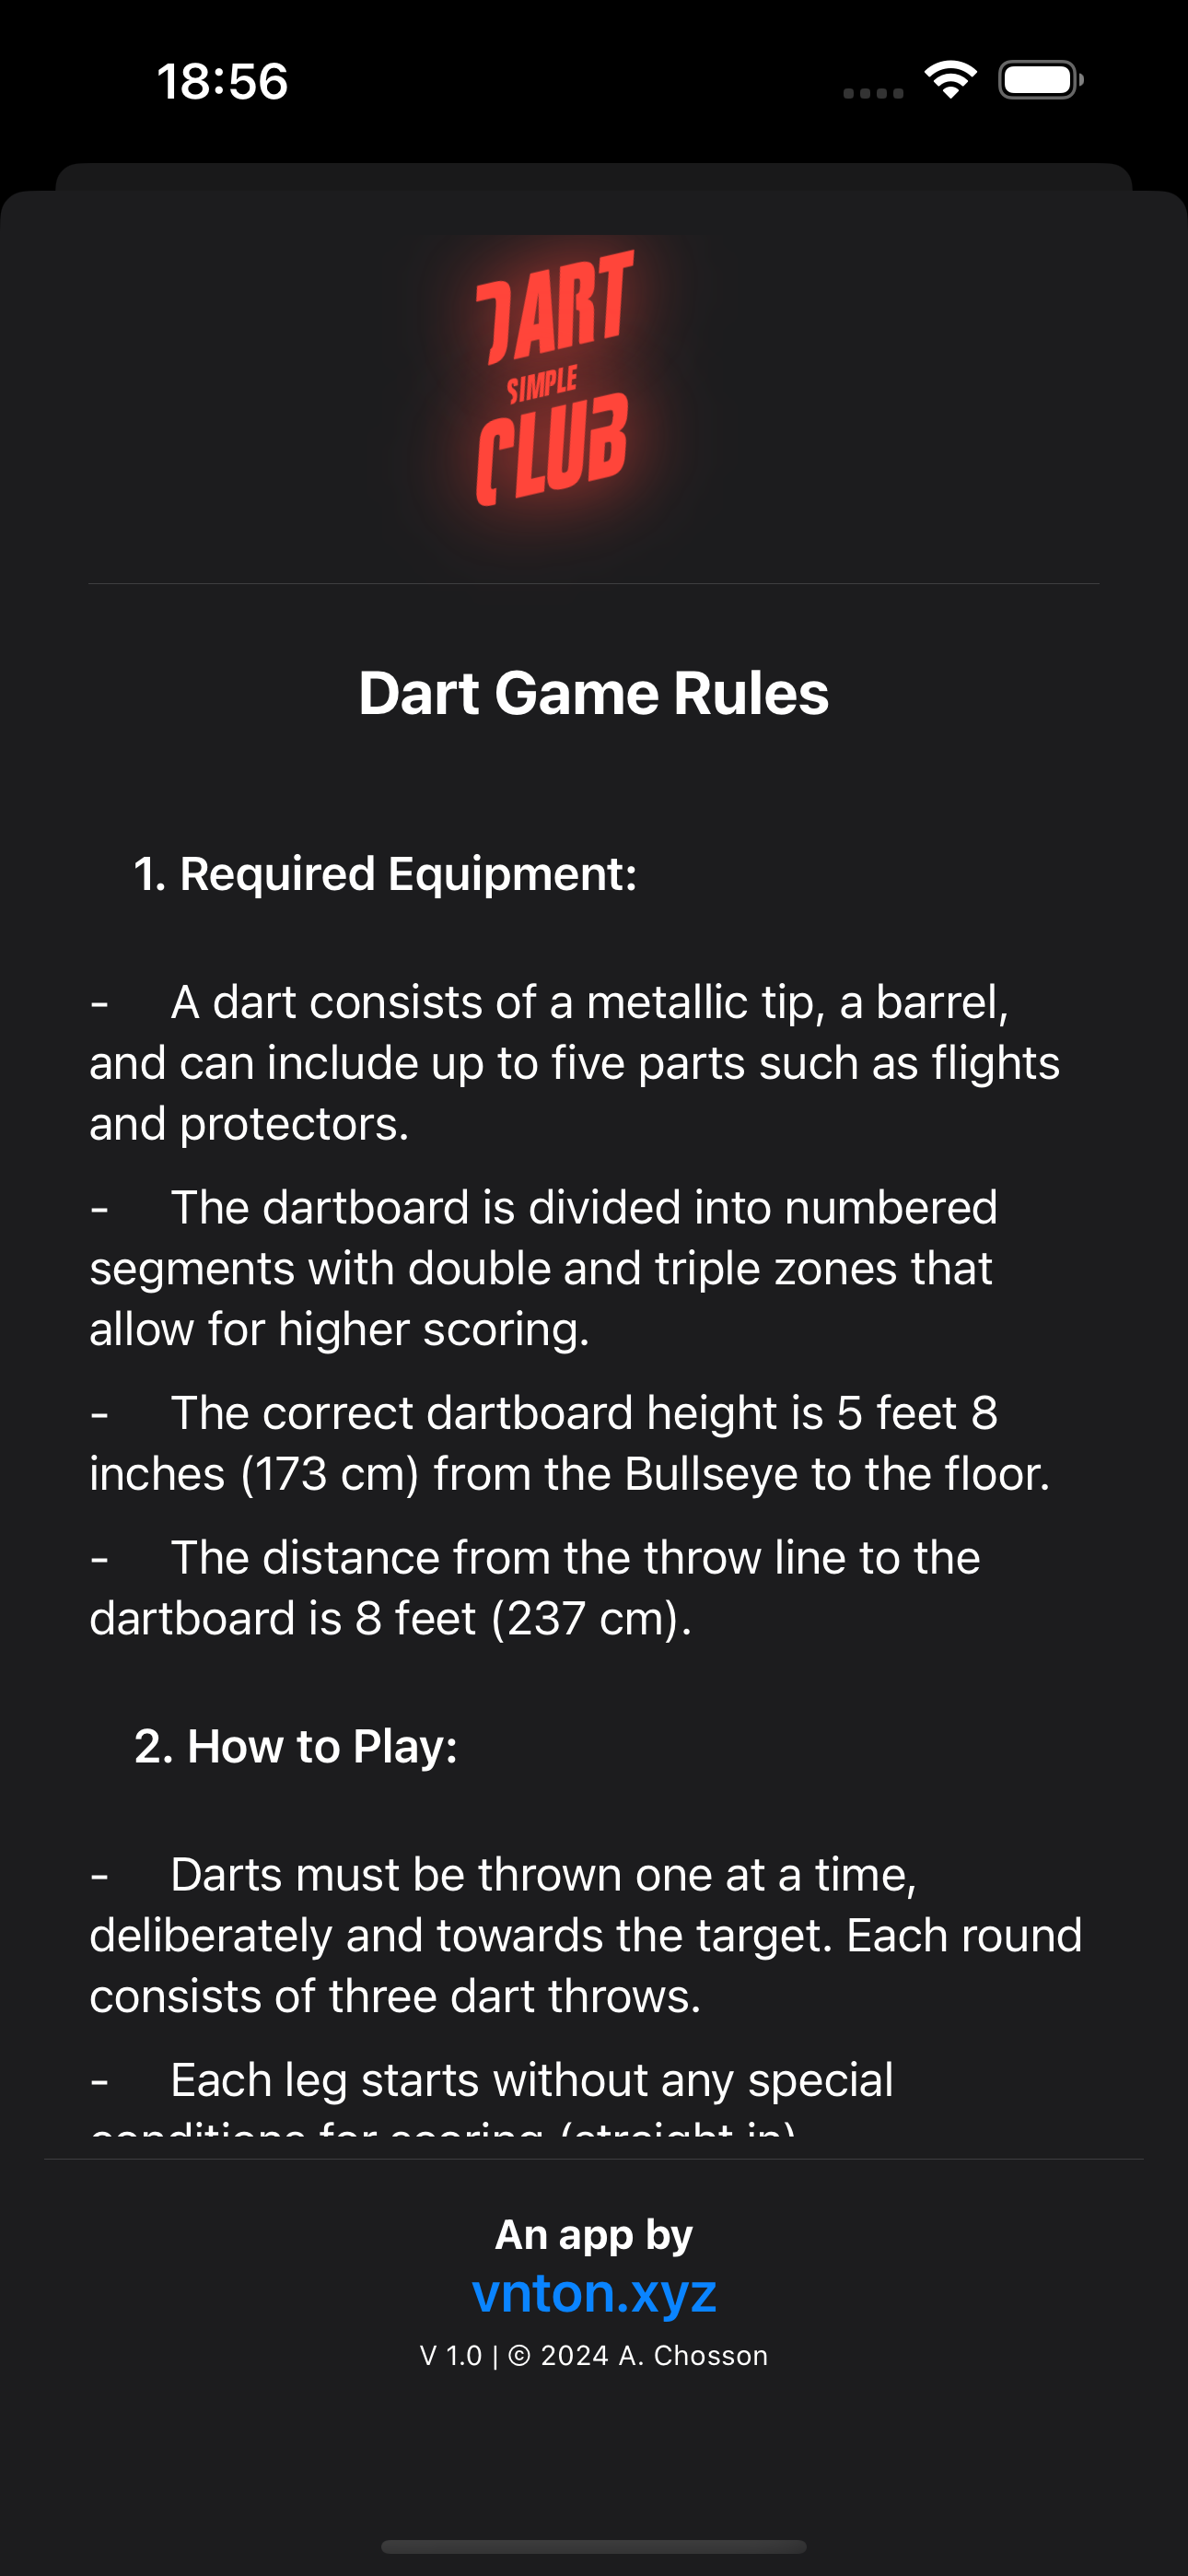 18:56
DART
SIMPLE
CLUB
Dart Game Rules
1. Required Equipment:
- A dart consists of a metallic tip, a barrel,
and can include up to five parts such as flights
and protectors.
- The dartboard is divided into numbered
segments with double and triple zones that
allow for higher scoring.
- The correct dartboard height is 5 feet 8
inches (173 cm) from the Bullseye to the floor.
- The distance from the throw line to the
dartboard is 8 feet (237 cm).
2. How to Play:
- Darts must be thrown one at a time,
deliberately and towards the target. Each round
consists of three dart throws.
- Each leg starts without any special
conditions for scoring (straight in)
An app by
vnton.xyz
V 1.0 | © 2024 A. Chosson